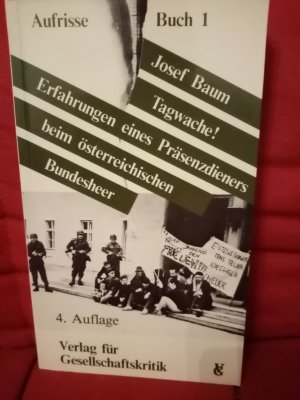 Aufrisse Buch 1
Josef Baum
Tagwache!
Erfahrungen eines Präsenzdieners
beim österreichischen
Bundesheer
4. Auflage
Verlag für
Gesellschaftskritik